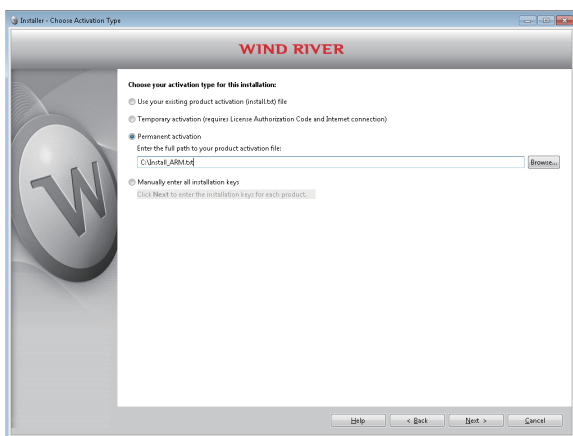 Installer - Choose Activation Type
WIND RIVER
Choose your activation type for this installation:
Use your existing product activation (install.txt) file
Temporary activation (requires License Authorization Code and Internet connection)
Permanent activation
Enter the full path to your product activation file:
C:\Install_ARM.txt
Browse...
Manually enter all installation keys
Click Next to enter the installation keys for each product.
W
Help < Back Next > Cancel